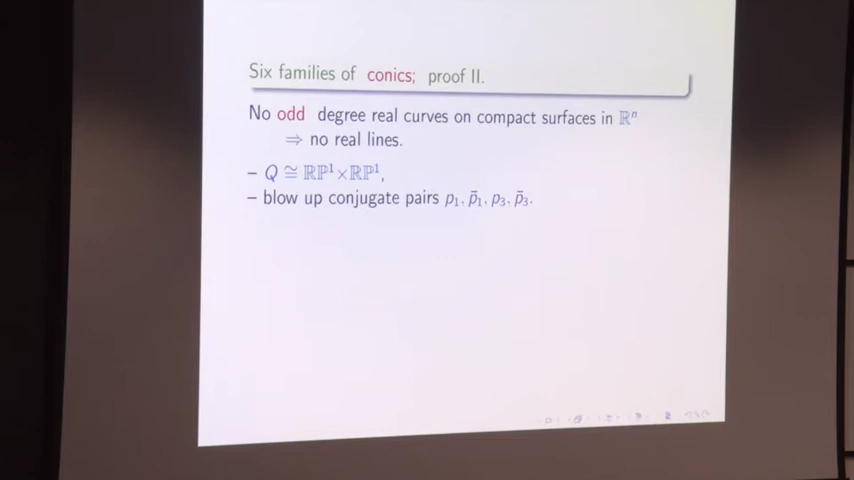 Six families of conics; proof II.
No odd degree real curves on compact surfaces in ℝⁿ
⇒ no real lines.
– Q ≅ ℝℙ¹×ℝℙ¹,
– blow up conjugate pairs p₁, p̄₁, p₃, p̄₃.